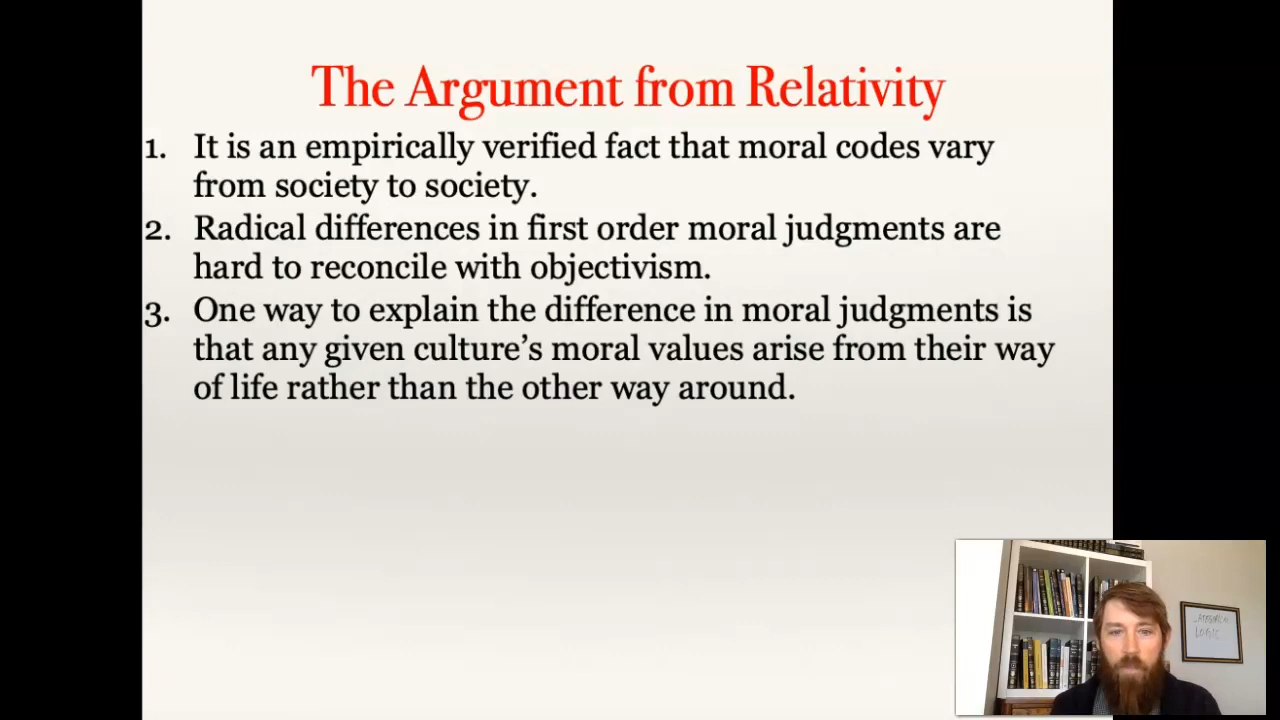 The Argument from Relativity
1. It is an empirically verified fact that moral codes vary
from society to society.
2. Radical differences in first order moral judgments are
hard to reconcile with objectivism.
3. One way to explain the difference in moral judgments is
that any given culture’s moral values arise from their way
of life rather than the other way around.
LOGIC